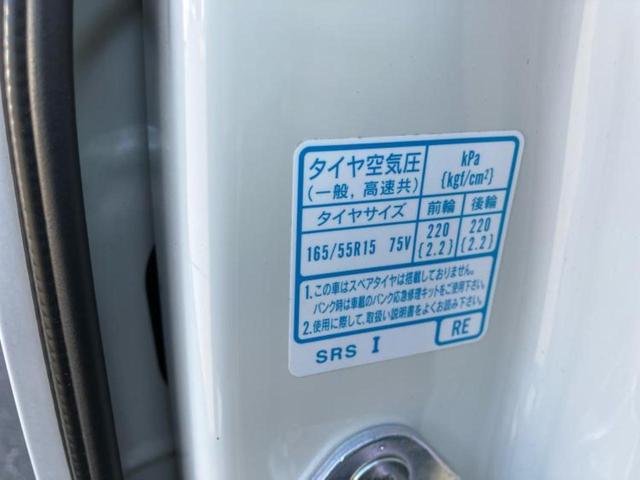 タイヤ空気圧 kPa
(一般, 高速共) {kgf/cm²}
タイヤサイズ 前輪 後輪
165/55R15 75V 220 {2.2} 220 {2.2}
1.この車はスペアタイヤは搭載しておりません。
パンク時は車載のパンク応急修理キットをご使用下さい。
2.使用に際して、取扱い説明書をよくお読み下さい。
SRS I RE